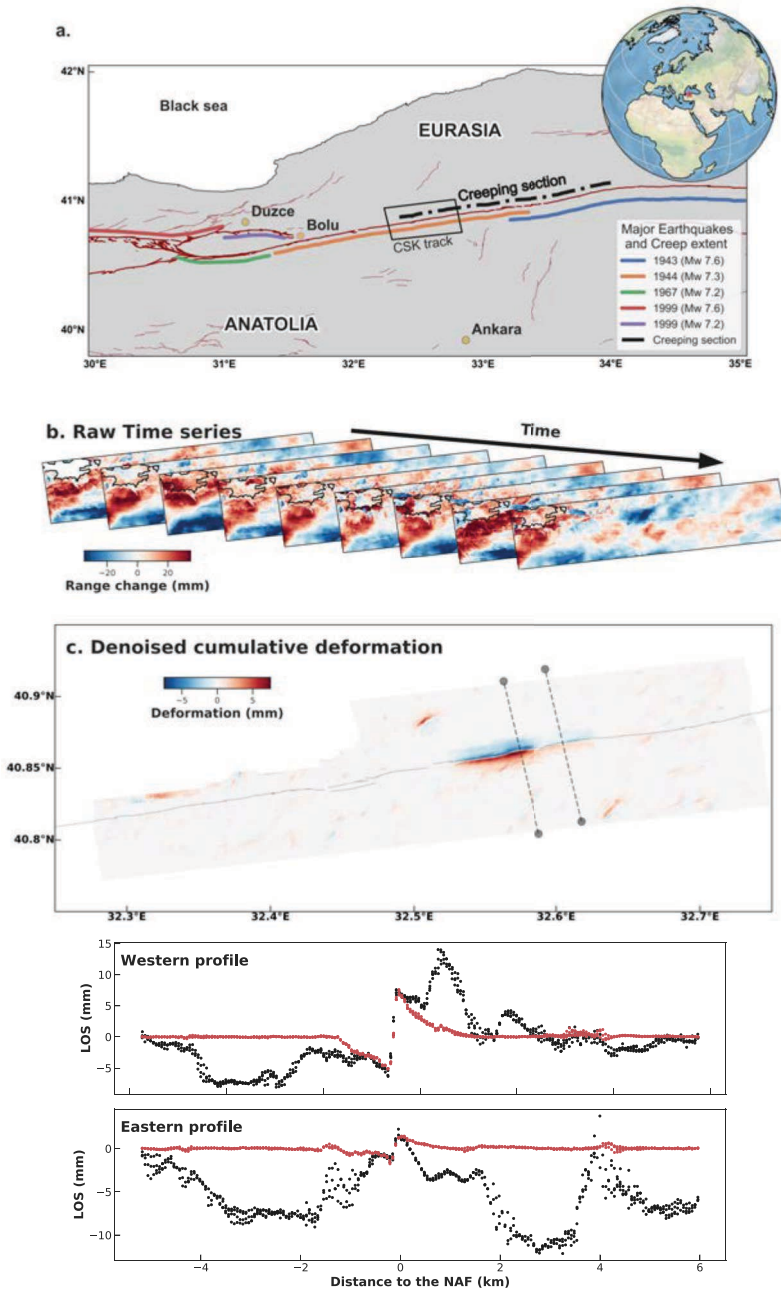 a.
42°N
Black sea
EURASIA
41°N
Creeping section
Düzce
Bolu
CSK track
Major Earthquakes
and Creep extent
1943 (Mw 7.6)
1944 (Mw 7.3)
1967 (Mw 7.2)
1999 (Mw 7.6)
1999 (Mw 7.2)
Creeping section
ANATOLIA
40°N
Ankara
30°E 31°E 32°E 33°E 34°E 35°E
b. Raw Time series
Time
−20 0 20
Range change (mm)
c. Denoised cumulative deformation
40.9°N
−5 0 5
Deformation (mm)
40.85°N
40.8°N
32.3°E 32.4°E 32.5°E 32.6°E 32.7°E
15
Western profile
10
5
0
−5
LOS (mm)
Eastern profile
0
−5
−10
LOS (mm)
−4 −2 0 2 4 6
Distance to the NAF (km)